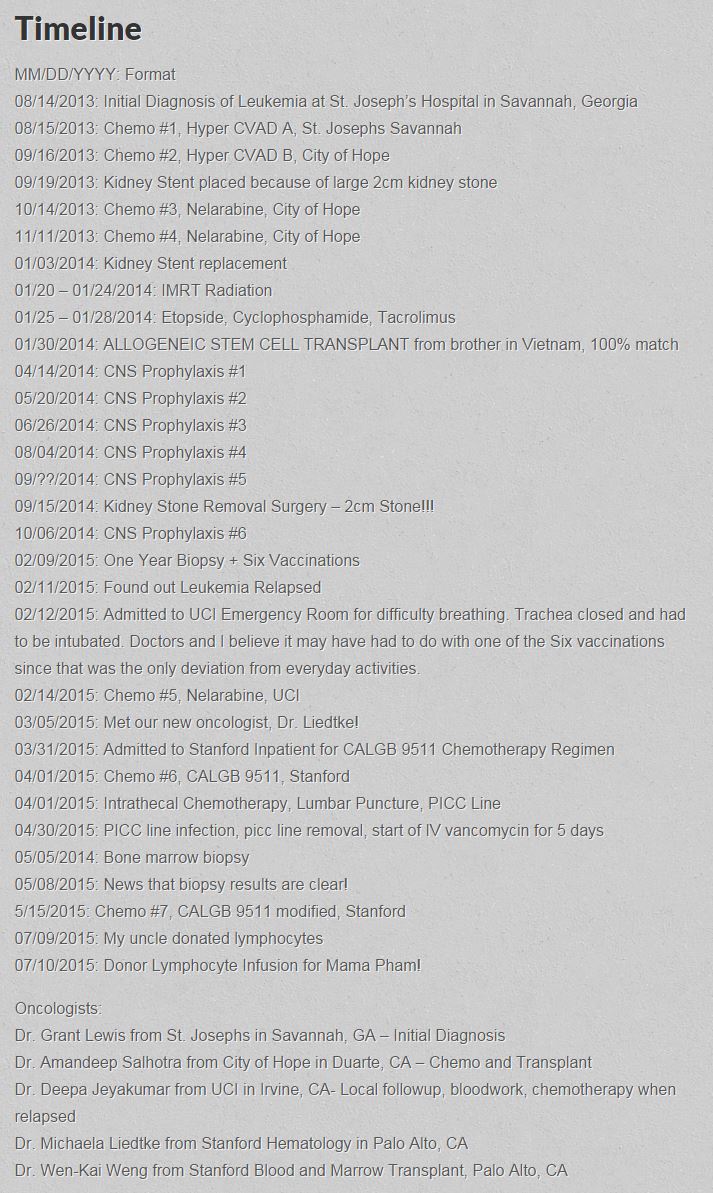 Timeline
MM/DD/YYYY: Format
08/14/2013: Initial Diagnosis of Leukemia at St. Joseph’s Hospital in Savannah, Georgia
08/15/2013: Chemo #1, Hyper CVAD A, St. Josephs Savannah
09/16/2013: Chemo #2, Hyper CVAD B, City of Hope
09/19/2013: Kidney Stent placed because of large 2cm kidney stone
10/14/2013: Chemo #3, Nelarabine, City of Hope
11/11/2013: Chemo #4, Nelarabine, City of Hope
01/03/2014: Kidney Stent replacement
01/20 – 01/24/2014: IMRT Radiation
01/25 – 01/28/2014: Etopside, Cyclophosphamide, Tacrolimus
01/30/2014: ALLOGENEIC STEM CELL TRANSPLANT from brother in Vietnam, 100% match
04/14/2014: CNS Prophylaxis #1
05/20/2014: CNS Prophylaxis #2
06/26/2014: CNS Prophylaxis #3
08/04/2014: CNS Prophylaxis #4
09/??/2014: CNS Prophylaxis #5
09/15/2014: Kidney Stone Removal Surgery – 2cm Stone!!!
10/06/2014: CNS Prophylaxis #6
02/09/2015: One Year Biopsy + Six Vaccinations
02/11/2015: Found out Leukemia Relapsed
02/12/2015: Admitted to UCI Emergency Room for difficulty breathing. Trachea closed and had
to be intubated. Doctors and I believe it may have had to do with one of the Six vaccinations
since that was the only deviation from everyday activities.
02/14/2015: Chemo #5, Nelarabine, UCI
03/05/2015: Met our new oncologist, Dr. Liedtke!
03/31/2015: Admitted to Stanford Inpatient for CALGB 9511 Chemotherapy Regimen
04/01/2015: Chemo #6, CALGB 9511, Stanford
04/01/2015: Intrathecal Chemotherapy, Lumbar Puncture, PICC Line
04/30/2015: PICC line infection, picc line removal, start of IV vancomycin for 5 days
05/05/2014: Bone marrow biopsy
05/08/2015: News that biopsy results are clear!
5/15/2015: Chemo #7, CALGB 9511 modified, Stanford
07/09/2015: My uncle donated lymphocytes
07/10/2015: Donor Lymphocyte Infusion for Mama Pham!
Oncologists:
Dr. Grant Lewis from St. Josephs in Savannah, GA – Initial Diagnosis
Dr. Amandeep Salhotra from City of Hope in Duarte, CA – Chemo and Transplant
Dr. Deepa Jeyakumar from UCI in Irvine, CA- Local followup, bloodwork, chemotherapy when
relapsed
Dr. Michaela Liedtke from Stanford Hematology in Palo Alto, CA
Dr. Wen-Kai Weng from Stanford Blood and Marrow Transplant, Palo Alto, CA